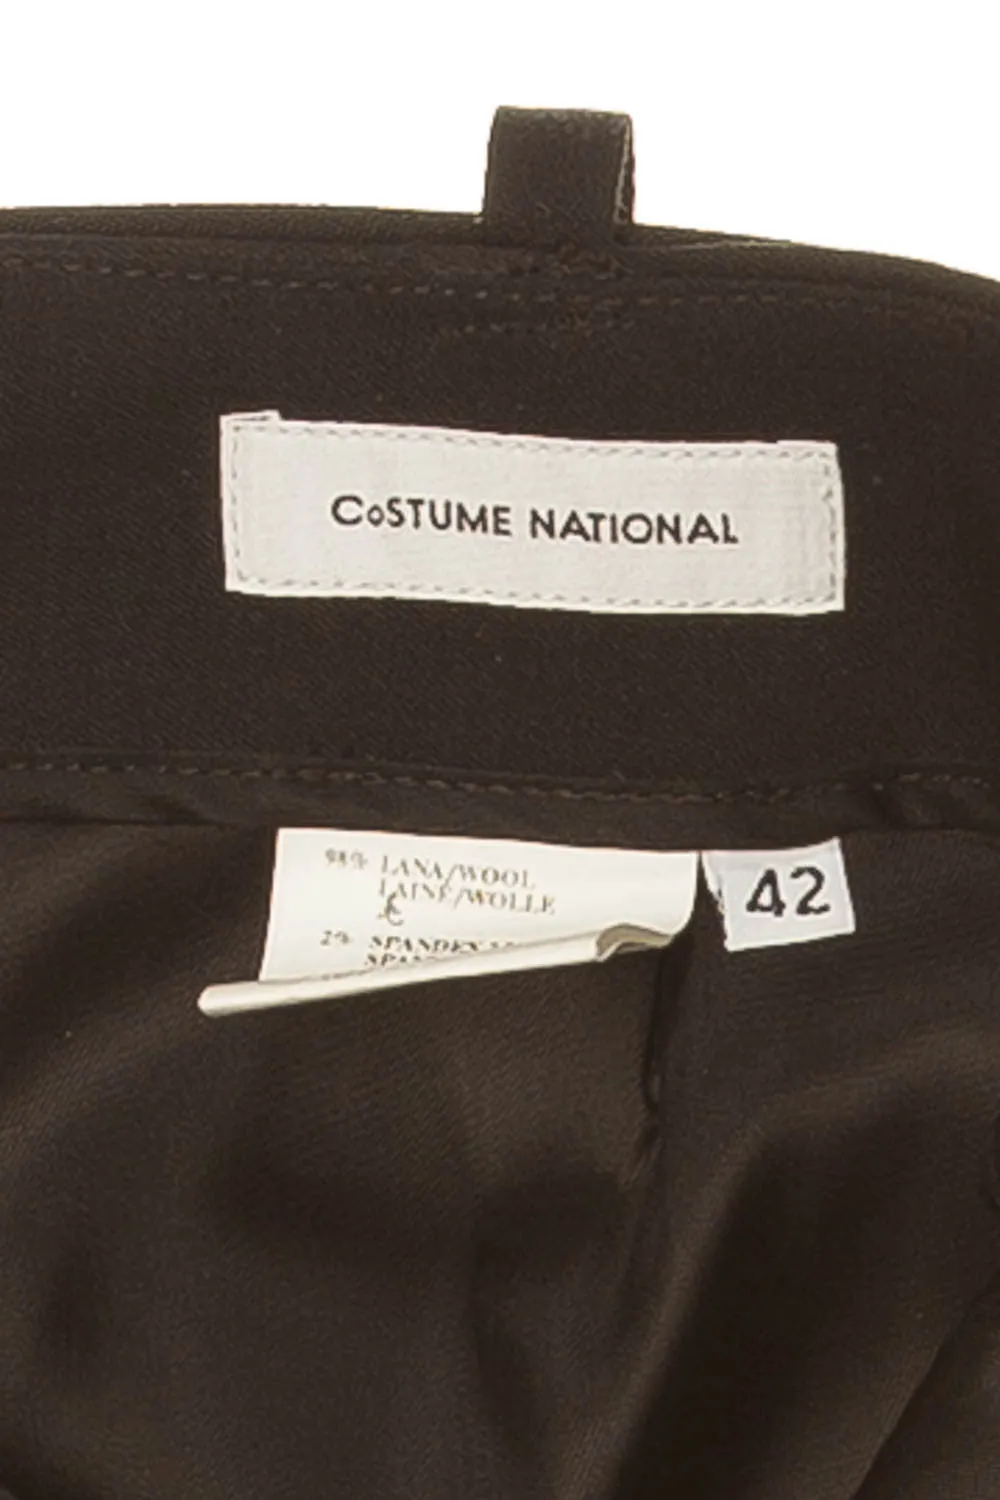 CoSTUME NATIONAL
98% LANA/WOOL
LAINE/WOLLE
42
2% SPANDEX